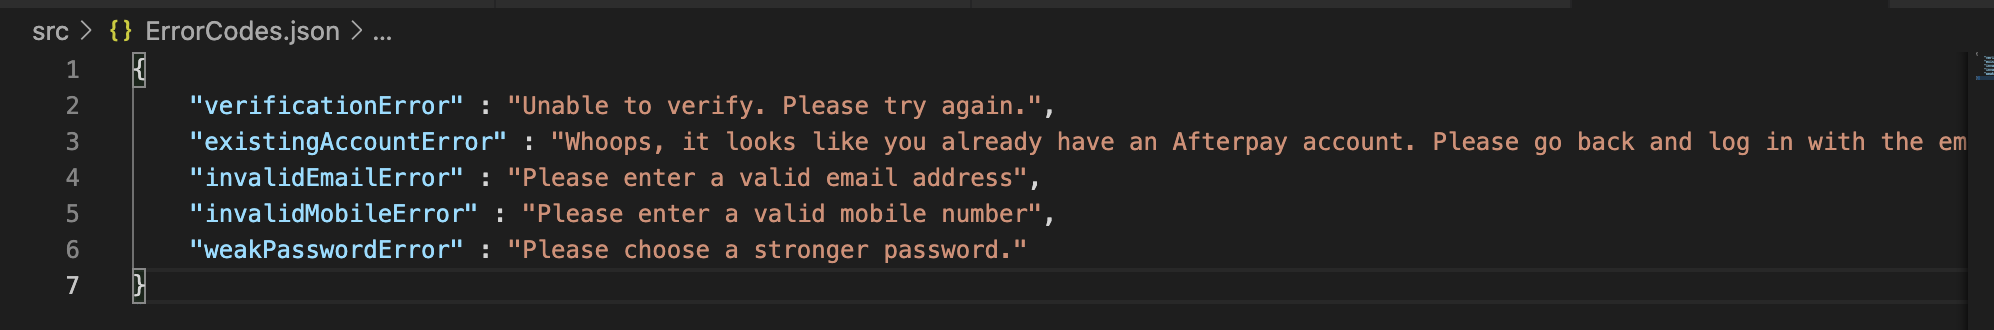 src > {} ErrorCodes.json > ...
1 {
2 "verificationError" : "Unable to verify. Please try again.",
3 "existingAccountError" : "Whoops, it looks like you already have an Afterpay account. Please go back and log in with the em
4 "invalidEmailError" : "Please enter a valid email address",
5 "invalidMobileError" : "Please enter a valid mobile number",
6 "weakPasswordError" : "Please choose a stronger password."
7 }